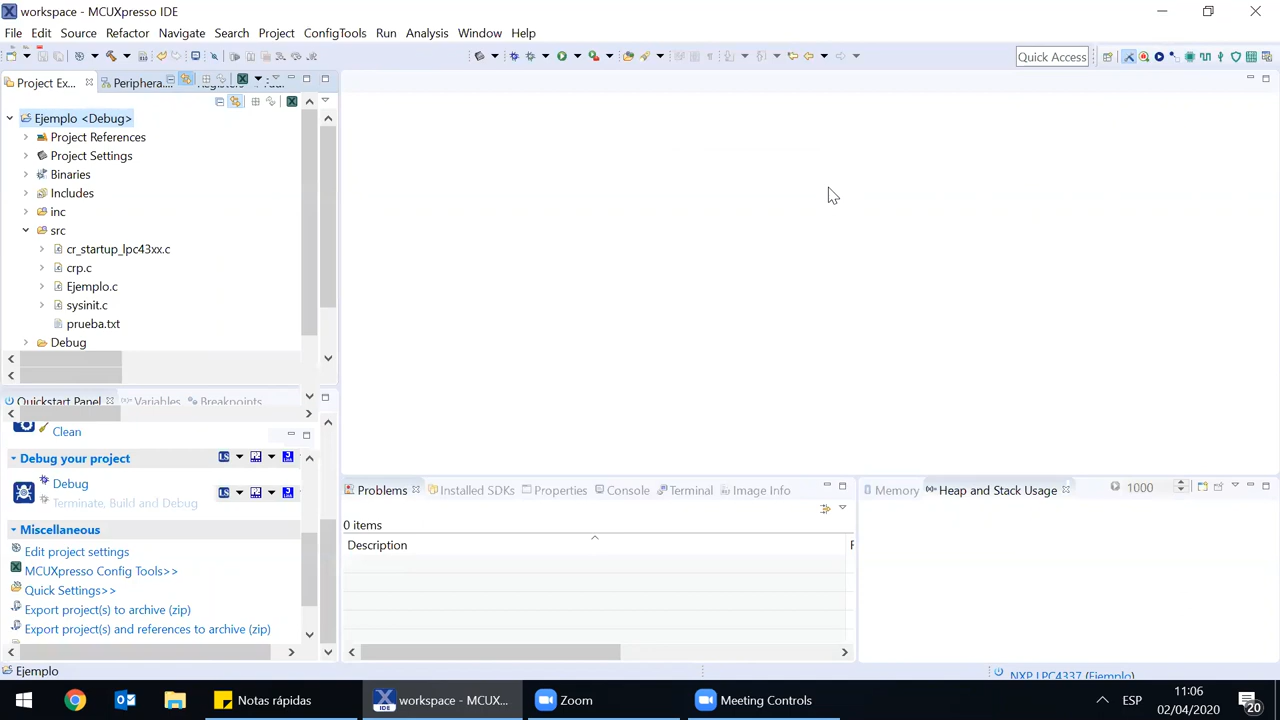 workspace - MCUXpresso IDE
File Edit Source Refactor Navigate Search Project ConfigTools Run Analysis Window Help
Quick Access
Project Ex... Periphera... Registers
Ejemplo <Debug>
Project References
Project Settings
Binaries
Includes
inc
src
cr_startup_lpc43xx.c
crp.c
Ejemplo.c
sysinit.c
prueba.txt
Debug
Quickstart Panel (x)= Variables Breakpoints
Clean
Debug your project
Debug
Terminate, Build and Debug
Miscellaneous
Edit project settings
MCUXpresso Config Tools>>
Quick Settings>>
Export project(s) to archive (zip)
Export project(s) and references to archive (zip)
Problems Installed SDKs Properties Console Terminal Image Info
0 items
Description
Memory Heap and Stack Usage 1000
Ejemplo
NXP LPC4337 (Ejemplo)
Notas rápidas
workspace - MCUX...
Zoom
Meeting Controls
ESP
11:06
02/04/2020
20